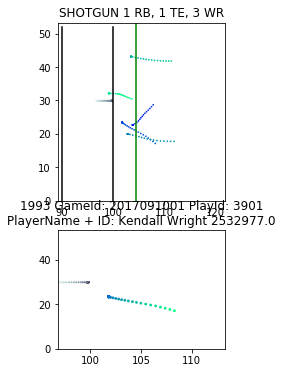 SHOTGUN 1 RB, 1 TE, 3 WR
50
40
30
20
10
0
90 100 110 120
1993 GameId: 2017091001 PlayId: 3901
PlayerName + ID: Kendall Wright 2532977.0
40
20
0
100 105 110